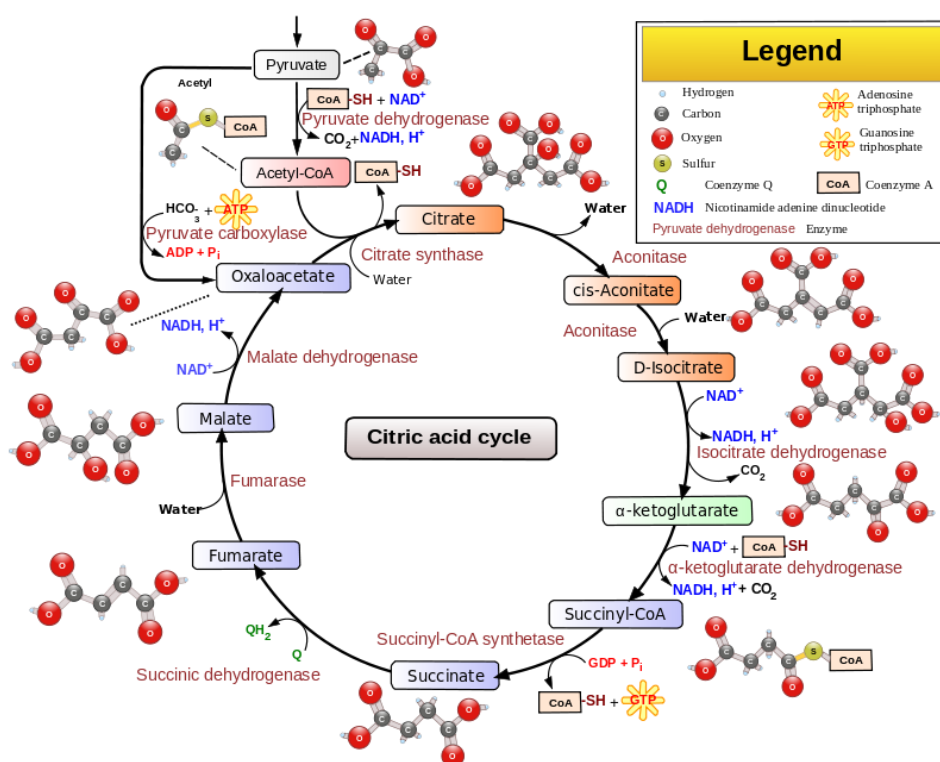 Legend
Hydrogen
Carbon
Oxygen
Sulfur
Q Coenzyme Q
NADH Nicotinamide adenine dinucleotide
Pyruvate dehydrogenase Enzyme
ATP Adenosine
triphosphate
GTP Guanosine
triphosphate
CoA Coenzyme A
Pyruvate
Acetyl
CoA-SH + NAD⁺
Pyruvate dehydrogenase
CO₂+NADH, H⁺
S CoA
Acetyl-CoA
CoA-SH
HCO₃⁻ + ATP
Pyruvate carboxylase
ADP + Pᵢ
Citrate
Citrate synthase
Water
Oxaloacetate
Water
Aconitase
cis-Aconitate
Aconitase
Water
D-Isocitrate
NAD⁺
NADH, H⁺
Isocitrate dehydrogenase
CO₂
α-ketoglutarate
NAD⁺ + CoA-SH
α-ketoglutarate dehydrogenase
NADH, H⁺ + CO₂
Succinyl-CoA
S CoA
Succinyl-CoA synthetase
GDP + Pᵢ
CoA-SH + GTP
Succinate
QH₂
Q
Succinic dehydrogenase
Fumarate
Water
Fumarase
Malate
NADH, H⁺
NAD⁺
Malate dehydrogenase
Citric acid cycle